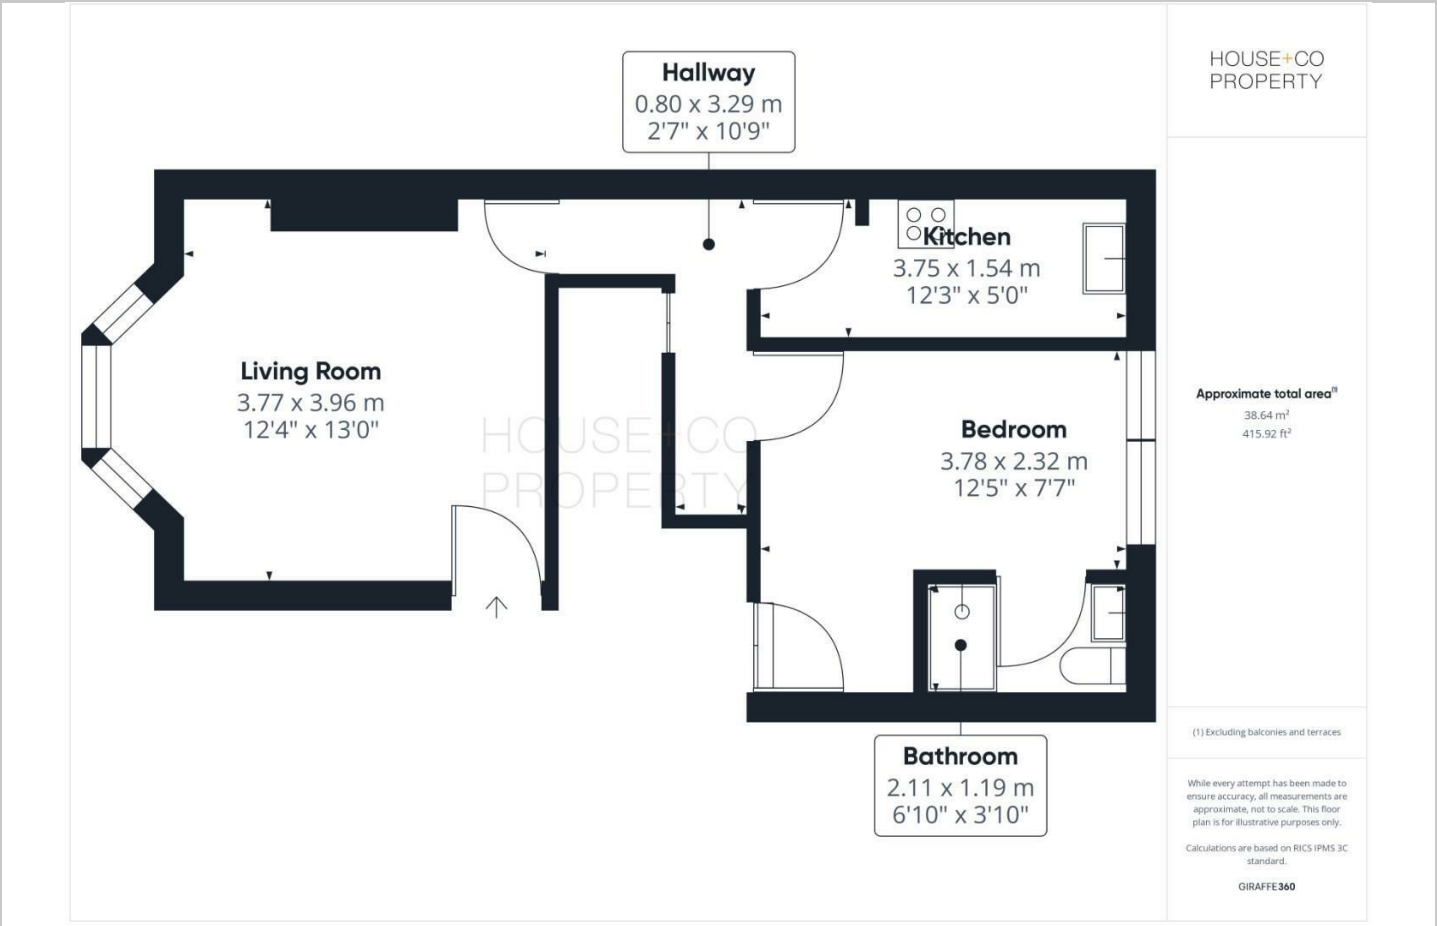 HOUSE+CO
PROPERTY
Hallway
0.80 x 3.29 m
2'7" x 10'9"
Kitchen
3.75 x 1.54 m
12'3" x 5'0"
Living Room
3.77 x 3.96 m
12'4" x 13'0"
HOUSE+CO
PROPERTY
Bedroom
3.78 x 2.32 m
12'5" x 7'7"
Bathroom
2.11 x 1.19 m
6'10" x 3'10"
Approximate total area(1)
38.64 m²
415.92 ft²
(1) Excluding balconies and terraces
While every attempt has been made to
ensure accuracy, all measurements are
approximate, not to scale. This floor
plan is for illustrative purposes only.
Calculations are based on RICS IPMS 3C
standard.
GIRAFFE360